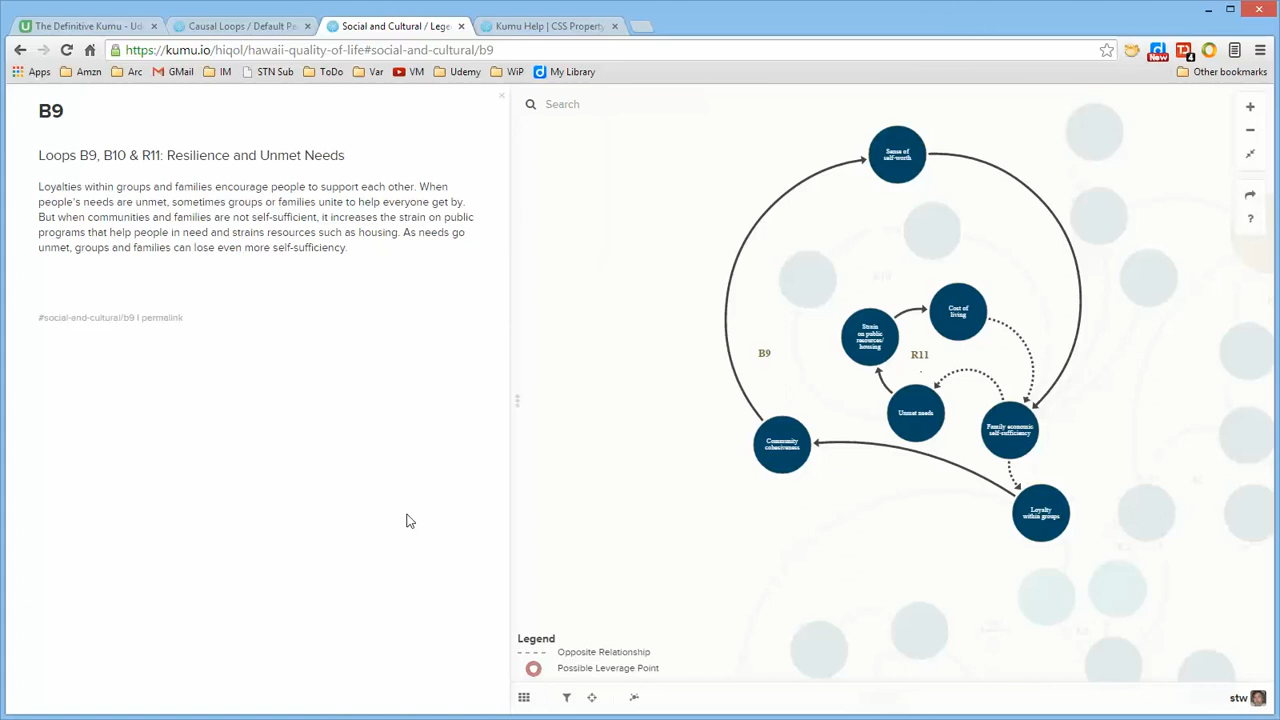 The Definitive Kumu - Ud
Causal Loops / Default Pe
Social and Cultural / Lege
Kumu Help | CSS Property
https://kumu.io/hiqol/hawaii-quality-of-life#social-and-cultural/b9
New
4
Apps
Amzn
Arc
GMail
IM
STN Sub
ToDo
Var
VM
Udemy
WiP
My Library
Other bookmarks
B9
Loops B9, B10 & R11: Resilience and Unmet Needs
Loyalties within groups and families encourage people to support each other. When
people's needs are unmet, sometimes groups or families unite to help everyone get by.
But when communities and families are not self-sufficient, it increases the strain on public
programs that help people in need and strains resources such as housing. As needs go
unmet, groups and families can lose even more self-sufficiency.
#social-and-cultural/b9 | permalink
Search
Sense of
self-worth
Cost of
living
Strain
on public
resources/
housing
B9
R11
Unmet needs
Family economic
self-sufficiency
Community
cohesiveness
Loyalty
within groups
Legend
Opposite Relationship
Possible Leverage Point
stw